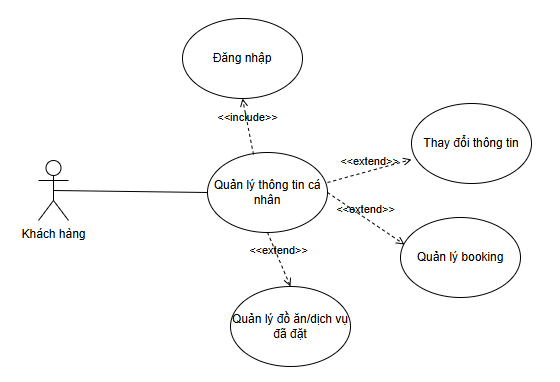 Đăng nhập
<<include>>
Thay đổi thông tin
<<extend>>
Quản lý thông tin cá
nhân
<<extend>>
Khách hàng
<<extend>>
Quản lý booking
Quản lý đồ ăn/dịch vụ
đã đặt